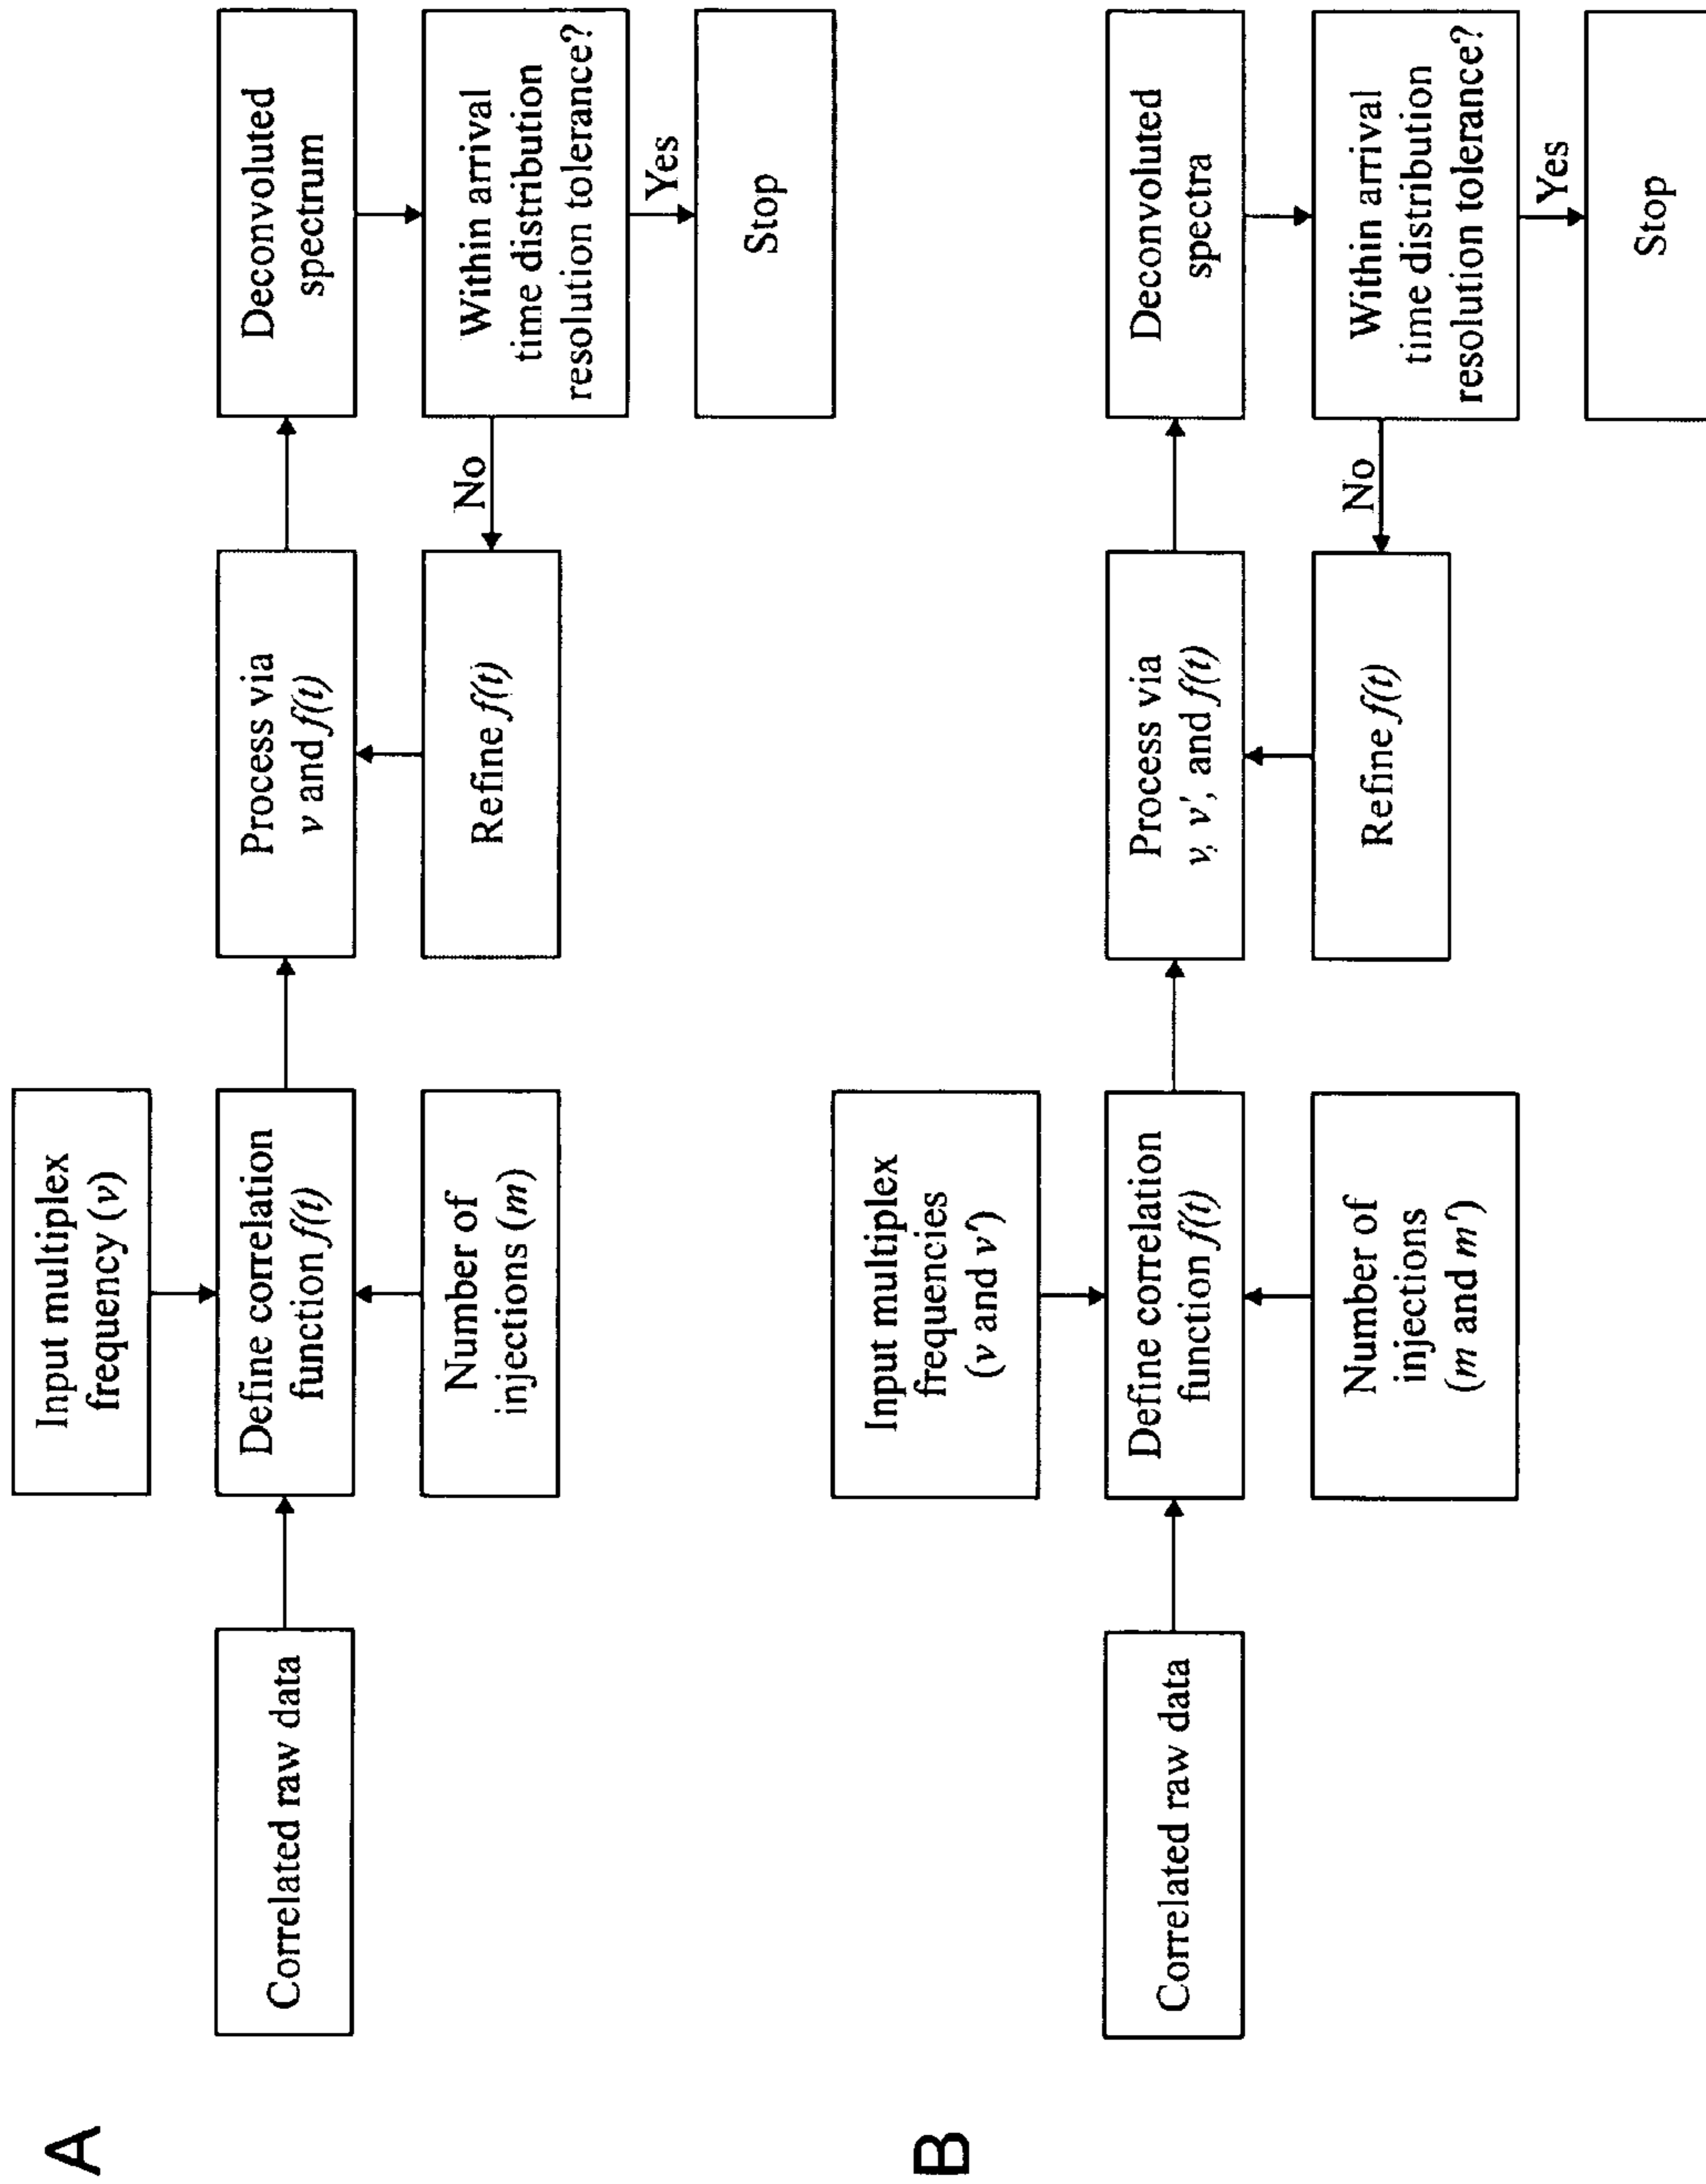 A
Input multiplex
frequency (ν)
Correlated raw data
Define correlation
function f(t)
Number of
injections (m)
Process via
ν and f(t)
Refine f(t)
Deconvoluted
spectrum
No
Within arrival
time distribution
resolution tolerance?
Yes
Stop
B
Input multiplex
frequencies
(ν and ν')
Correlated raw data
Define correlation
function f(t)
Number of
injections
(m and m')
Process via
ν, ν', and f(t)
Refine f(t)
Deconvoluted
spectra
No
Within arrival
time distribution
resolution tolerance?
Yes
Stop